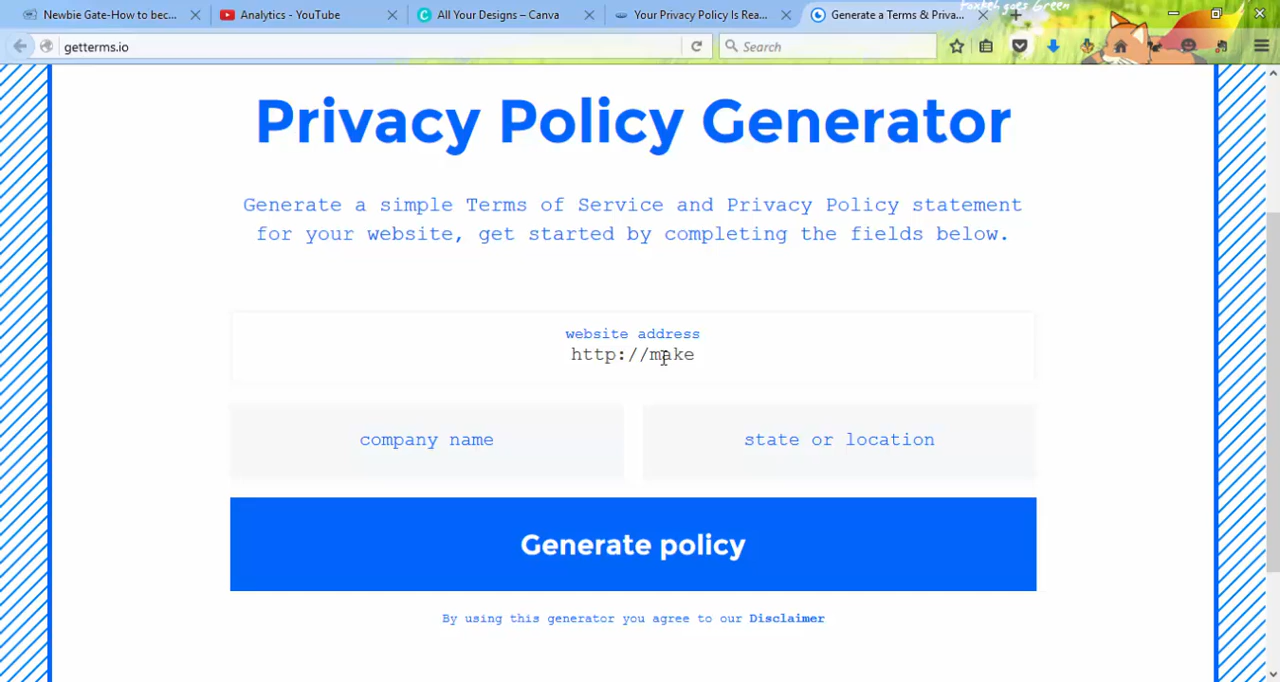 Newbie Gate-How to bec...
Analytics - YouTube
All Your Designs – Canva
Your Privacy Policy Is Rea...
Generate a Terms & Priva...
goes Green
getterms.io
Search
Privacy Policy Generator
Generate a simple Terms of Service and Privacy Policy statement
for your website, get started by completing the fields below.
website address
http://make
company name
state or location
Generate policy
By using this generator you agree to our Disclaimer